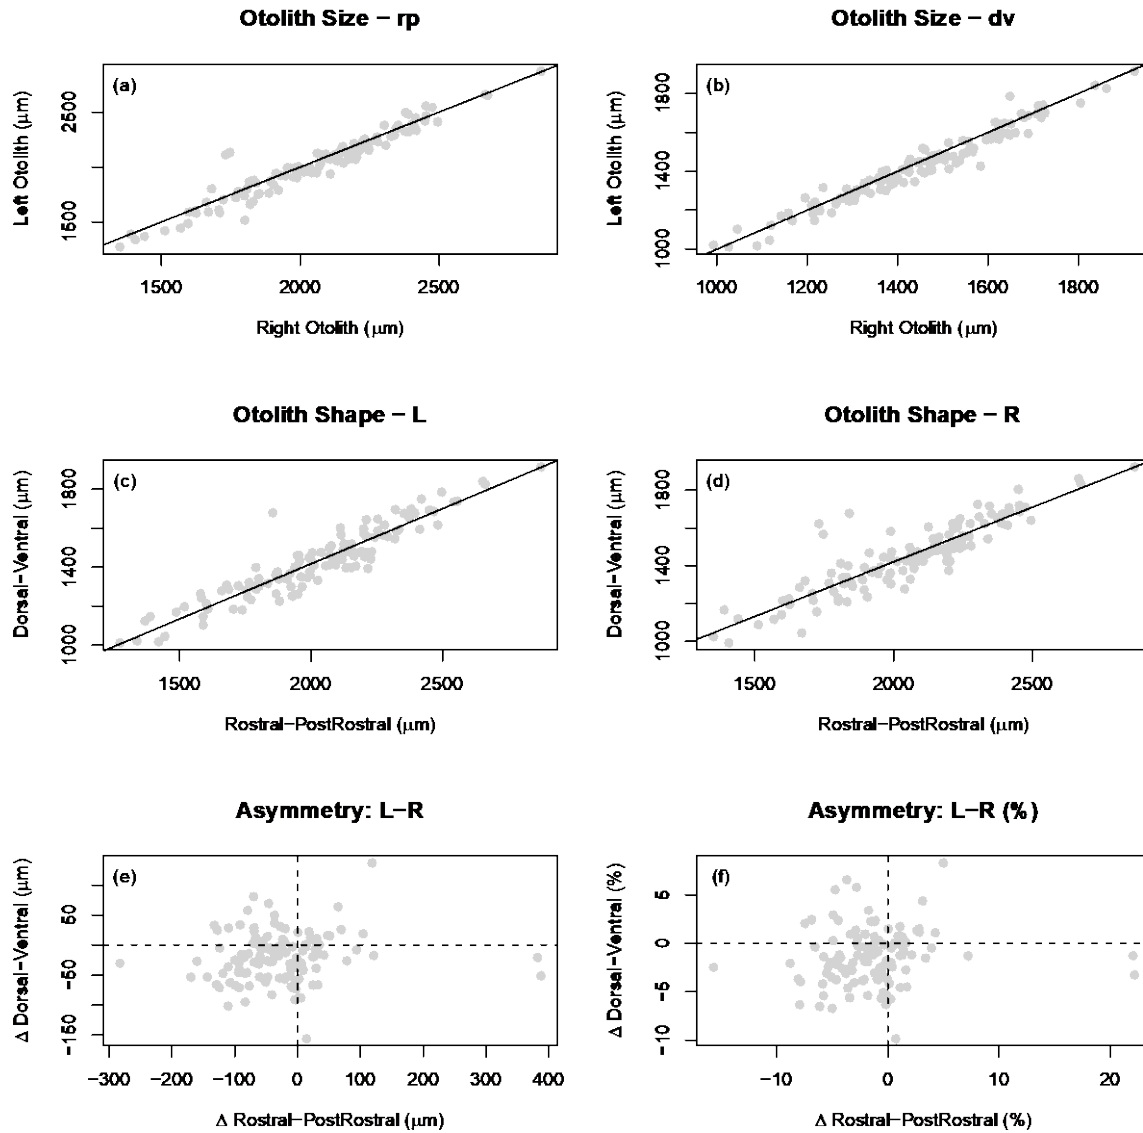 Otolith Size − rp
Otolith Size − dv
(a)
Left Otolith (μm)
1500 2500
1500 2000 2500
Right Otolith (μm)
(b)
Left Otolith (μm)
1000 1400 1800
1000 1200 1400 1600 1800
Right Otolith (μm)
Otolith Shape − L
Otolith Shape − R
(c)
Dorsal−Ventral (μm)
1000 1400 1800
1500 2000 2500
Rostral−PostRostral (μm)
(d)
Dorsal−Ventral (μm)
1000 1400 1800
1500 2000 2500
Rostral−PostRostral (μm)
Asymmetry: L−R
Asymmetry: L−R (%)
(e)
Δ Dorsal−Ventral (μm)
−150 −50 50
−300 −200 −100 0 100 200 300 400
Δ Rostral−PostRostral (μm)
(f)
Δ Dorsal−Ventral (%)
−10 −5 0 5
−10 0 10 20
Δ Rostral−PostRostral (%)